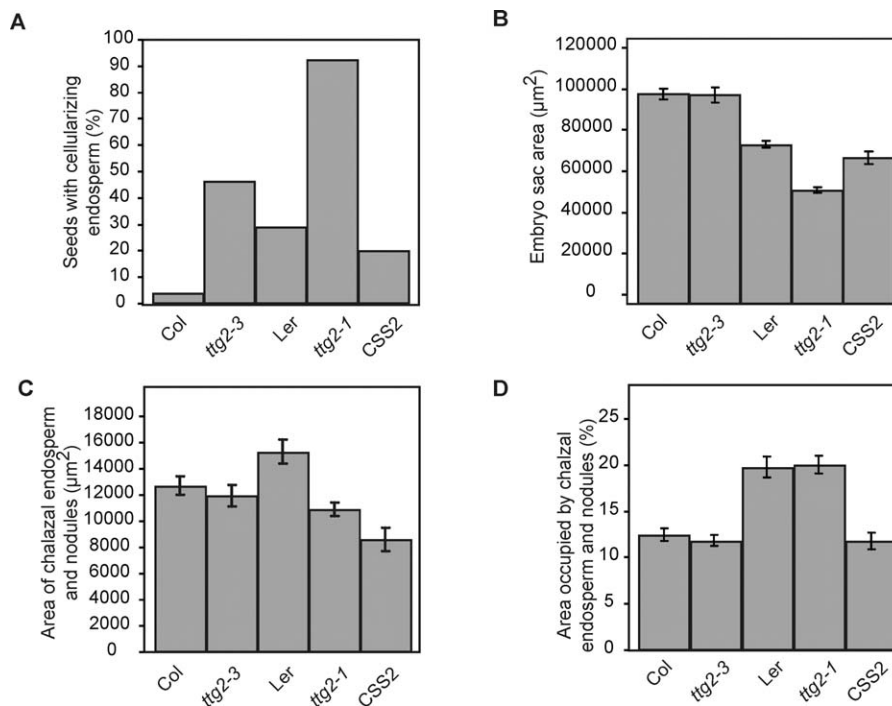 A
Seeds with cellularizing
endosperm (%)
100
90
80
70
60
50
40
30
20
10
0
Col
ttg2-3
Ler
ttg2-1
CSS2
B
Embryo sac area (µm²)
120000
100000
80000
60000
40000
20000
0
Col
ttg2-3
Ler
ttg2-1
CSS2
C
Area of chalazal endosperm
and nodules (µm²)
18000
16000
14000
12000
10000
8000
6000
4000
2000
0
Col
ttg2-3
Ler
ttg2-1
CSS2
D
Area occupied by chalzal
endosperm and nodules (%)
25
20
15
10
5
0
Col
ttg2-3
Ler
ttg2-1
CSS2